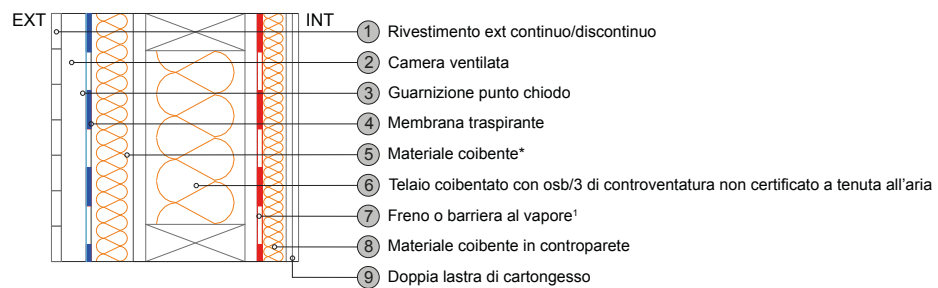 EXT
INT
1 Rivestimento ext continuo/discontinuo
2 Camera ventilata
3 Guarnizione punto chiodo
4 Membrana traspirante
5 Materiale coibente*
6 Telaio coibentato con osb/3 di controventatura non certificato a tenuta all’aria
7 Freno o barriera al vapore¹
8 Materiale coibente in controparete
9 Doppia lastra di cartongesso